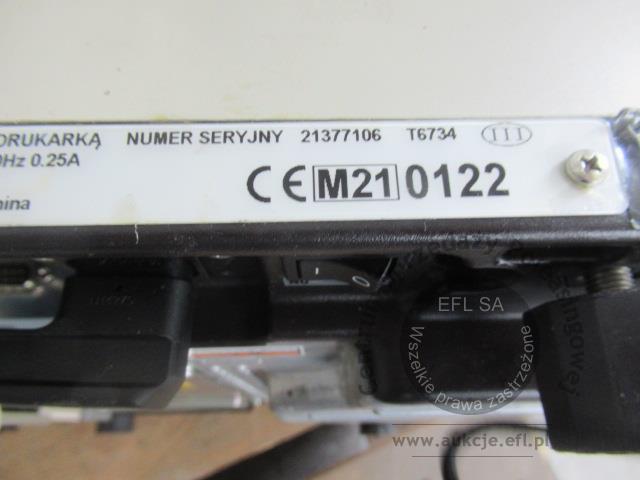 DRUKARKĄ NUMER SERYJNY 21377106 T6734 III
0Hz 0.25A
CE M21 0122
hina
I O
EFL SA
Wszelkie prawa zastrzeżone
www.aukcje.efl.pl